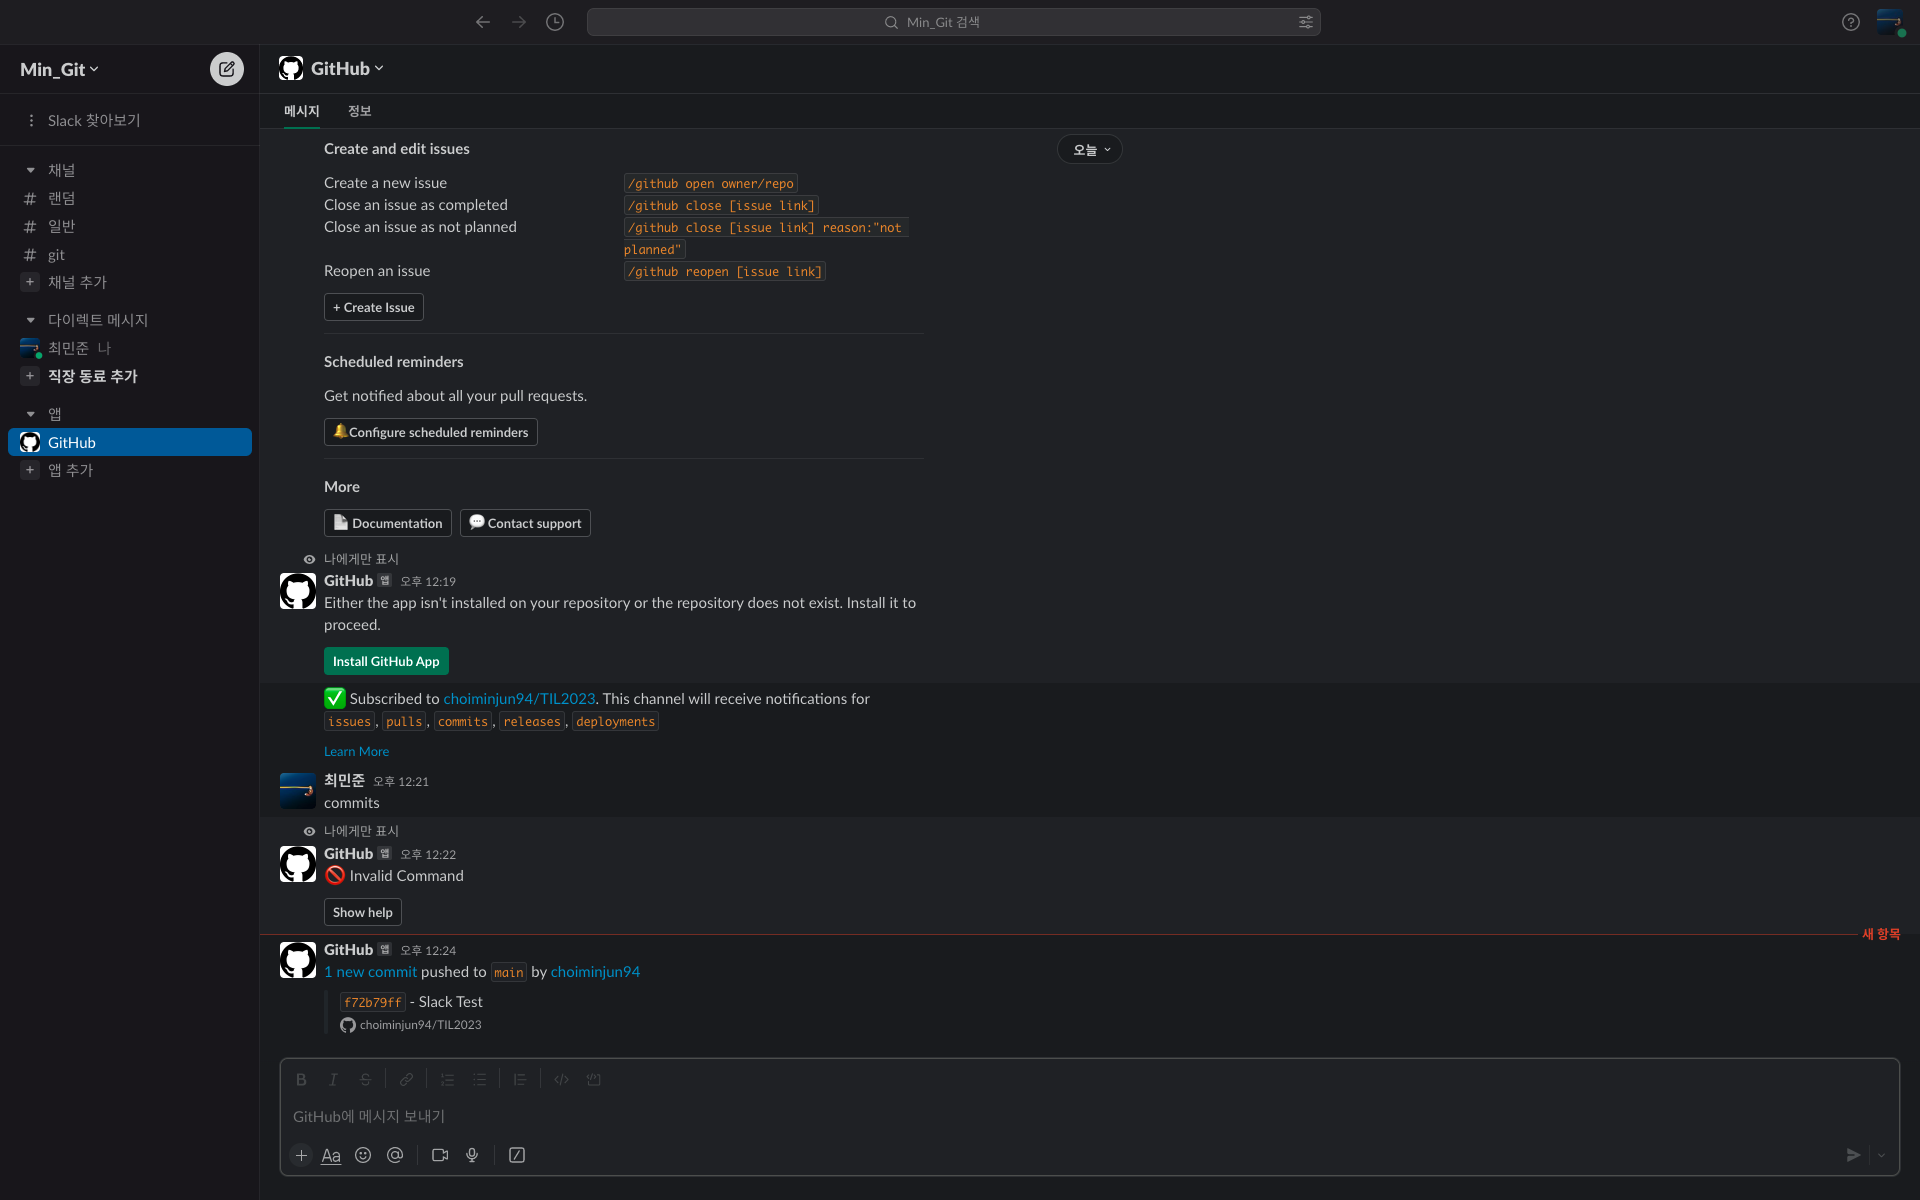 Min_Git 검색
Min_Git
GitHub
Slack 찾아보기
메시지 정보
채널
랜덤
일반
git
채널 추가
다이렉트 메시지
최민준 나
직장 동료 추가
앱
GitHub
앱 추가
Create and edit issues
오늘
Create a new issue /github open owner/repo
Close an issue as completed /github close [issue link]
Close an issue as not planned /github close [issue link] reason:"not
planned"
Reopen an issue /github reopen [issue link]
+ Create Issue
Scheduled reminders
Get notified about all your pull requests.
Configure scheduled reminders
More
Documentation Contact support
나에게만 표시
GitHub 앱 오후 12:19
Either the app isn't installed on your repository or the repository does not exist. Install it to
proceed.
Install GitHub App
Subscribed to choiminjun94/TIL2023. This channel will receive notifications for
issues, pulls, commits, releases, deployments
Learn More
최민준 오후 12:21
commits
나에게만 표시
GitHub 앱 오후 12:22
Invalid Command
Show help
새 항목
GitHub 앱 오후 12:24
1 new commit pushed to main by choiminjun94
f72b79ff - Slack Test
choiminjun94/TIL2023
GitHub에 메시지 보내기
Aa